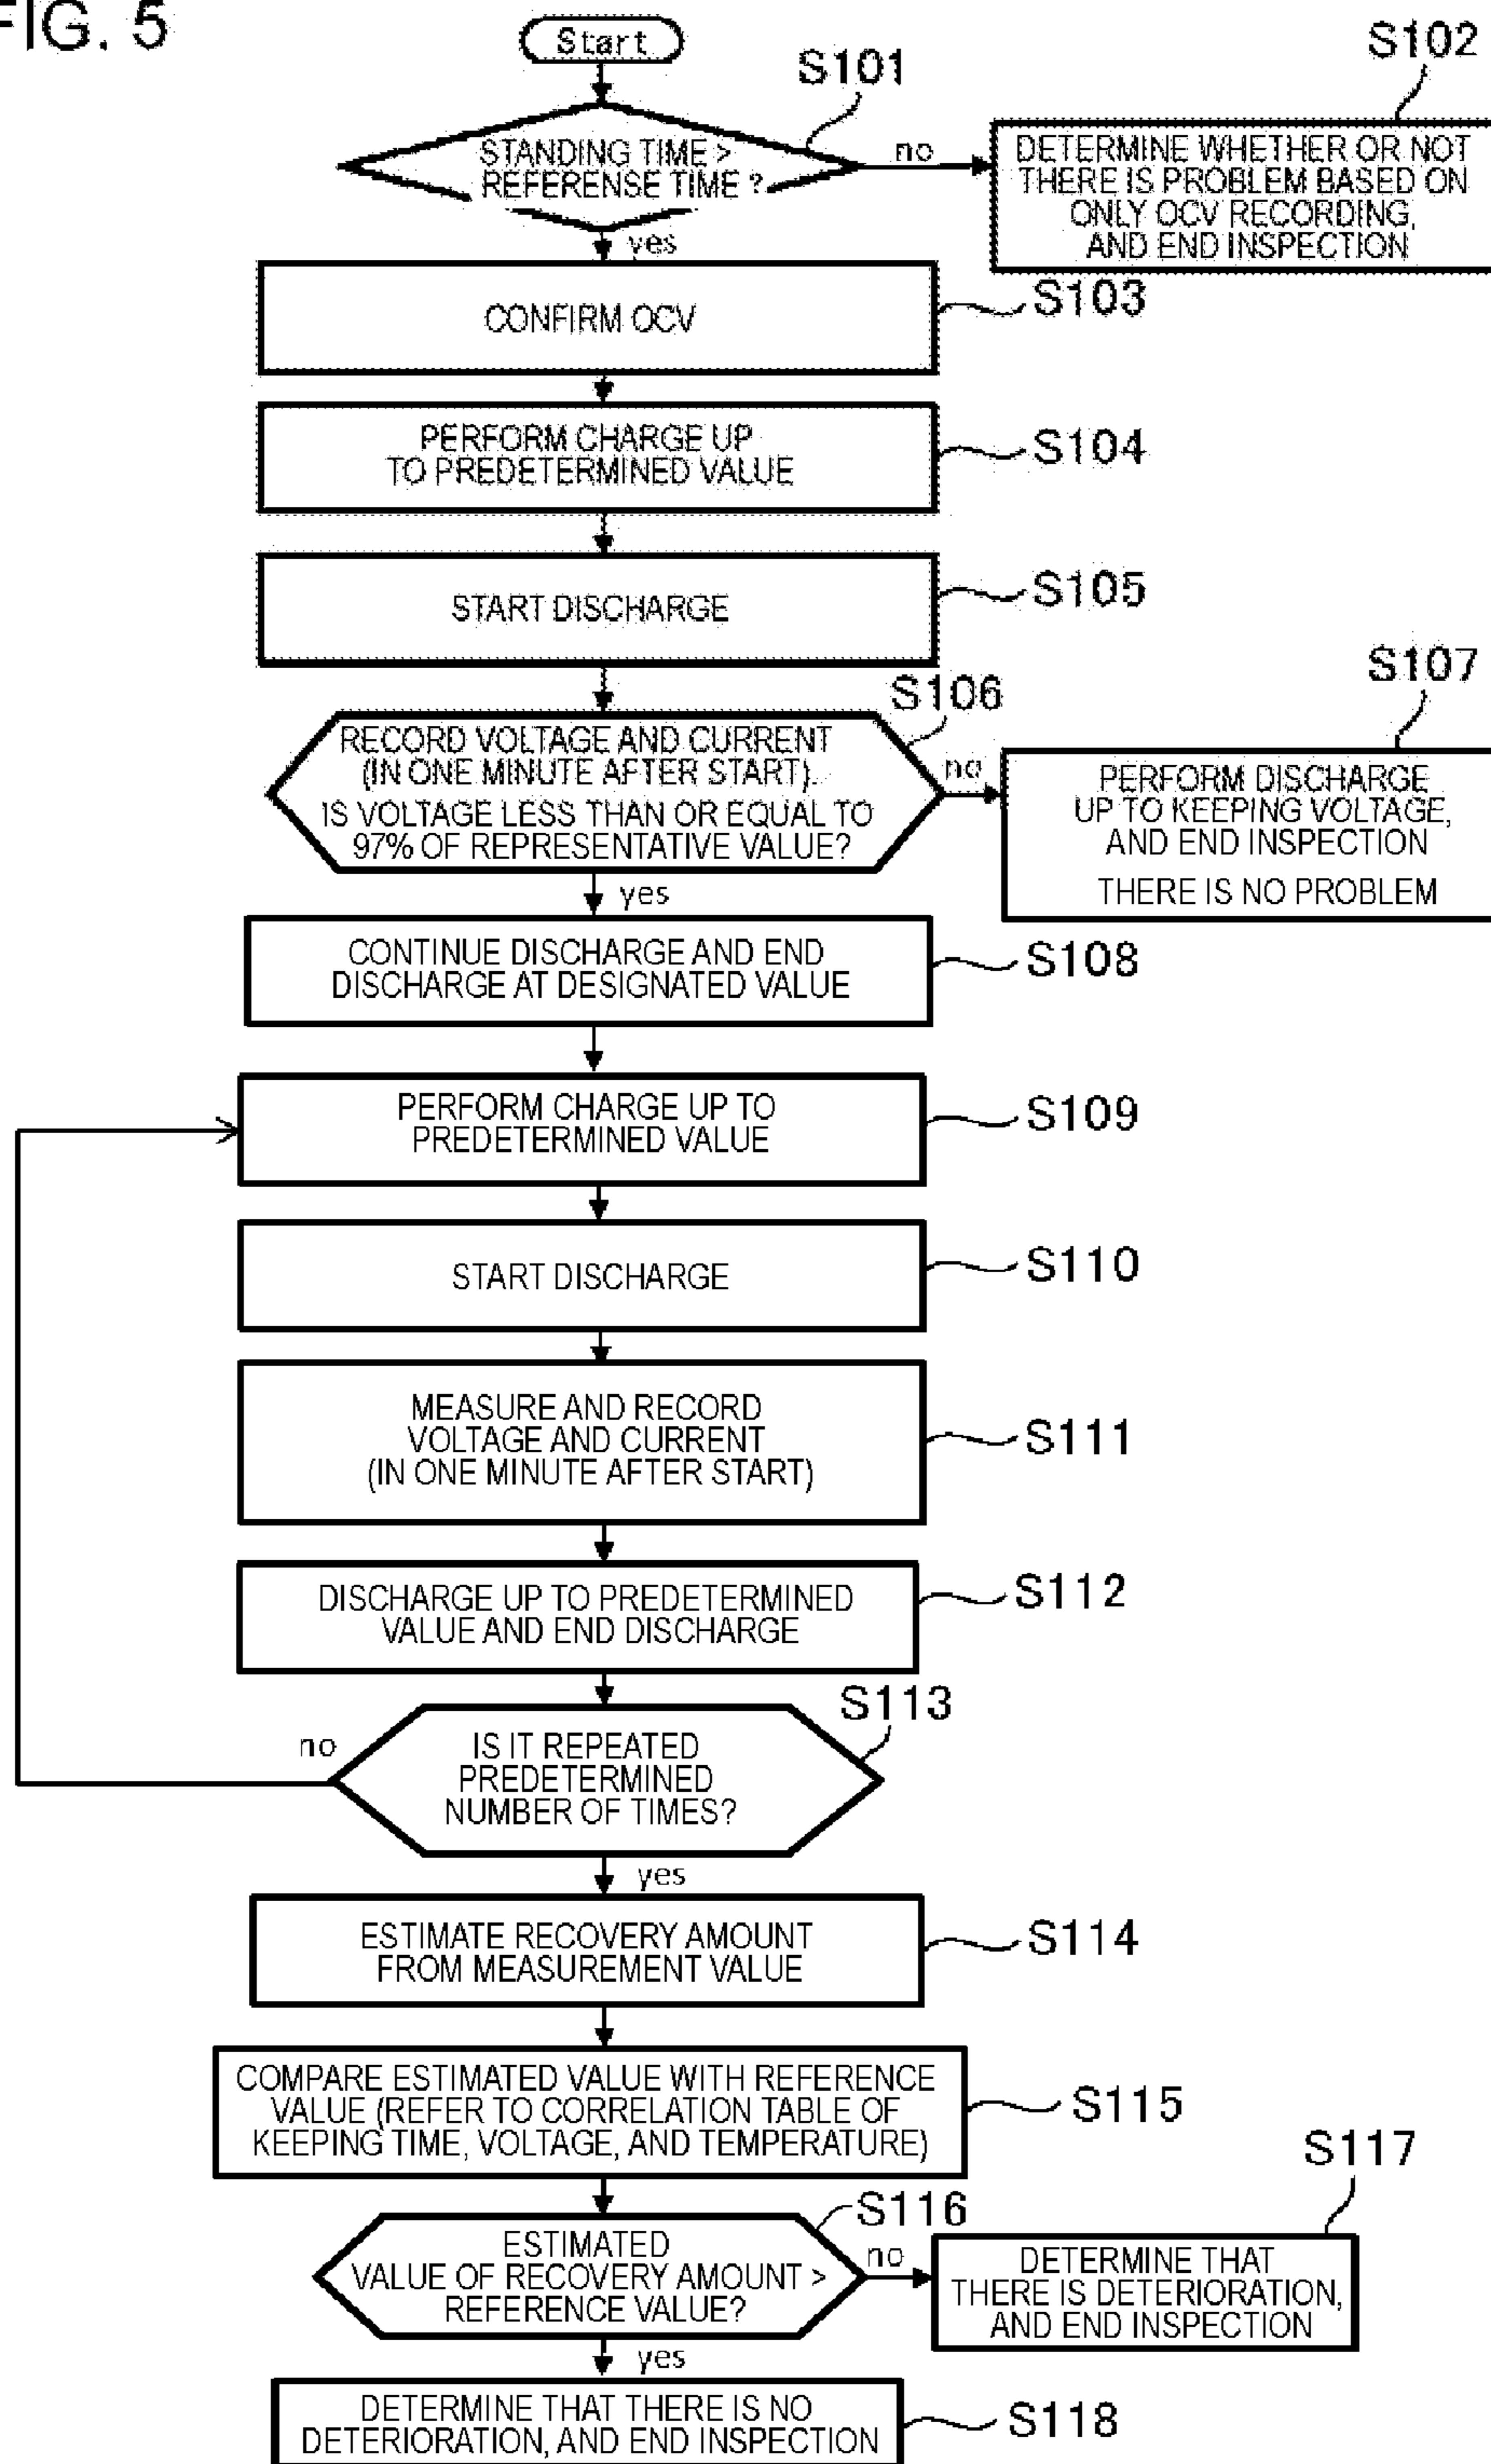 FIG. 5
Start
S101
S102
STANDING TIME >
REFERENSE TIME ?
no
DETERMINE WHETHER OR NOT
THERE IS PROBLEM BASED ON
ONLY OCV RECORDING,
AND END INSPECTION
yes
CONFIRM OCV
S103
PERFORM CHARGE UP
TO PREDETERMINED VALUE
S104
START DISCHARGE
S105
S106
S107
RECORD VOLTAGE AND CURRENT
(IN ONE MINUTE AFTER START).
IS VOLTAGE LESS THAN OR EQUAL TO
97% OF REPRESENTATIVE VALUE?
no
PERFORM DISCHARGE
UP TO KEEPING VOLTAGE,
AND END INSPECTION
THERE IS NO PROBLEM
yes
CONTINUE DISCHARGE AND END
DISCHARGE AT DESIGNATED VALUE
S108
PERFORM CHARGE UP TO
PREDETERMINED VALUE
S109
START DISCHARGE
S110
MEASURE AND RECORD
VOLTAGE AND CURRENT
(IN ONE MINUTE AFTER START)
S111
DISCHARGE UP TO PREDETERMINED
VALUE AND END DISCHARGE
S112
S113
no
IS IT REPEATED
PREDETERMINED
NUMBER OF TIMES?
yes
ESTIMATE RECOVERY AMOUNT
FROM MEASUREMENT VALUE
S114
COMPARE ESTIMATED VALUE WITH REFERENCE
VALUE (REFER TO CORRELATION TABLE OF
KEEPING TIME, VOLTAGE, AND TEMPERATURE)
S115
S116
S117
ESTIMATED
VALUE OF RECOVERY AMOUNT >
REFERENCE VALUE?
no
DETERMINE THAT
THERE IS DETERIORATION,
AND END INSPECTION
yes
DETERMINE THAT THERE IS NO
DETERIORATION, AND END INSPECTION
S118